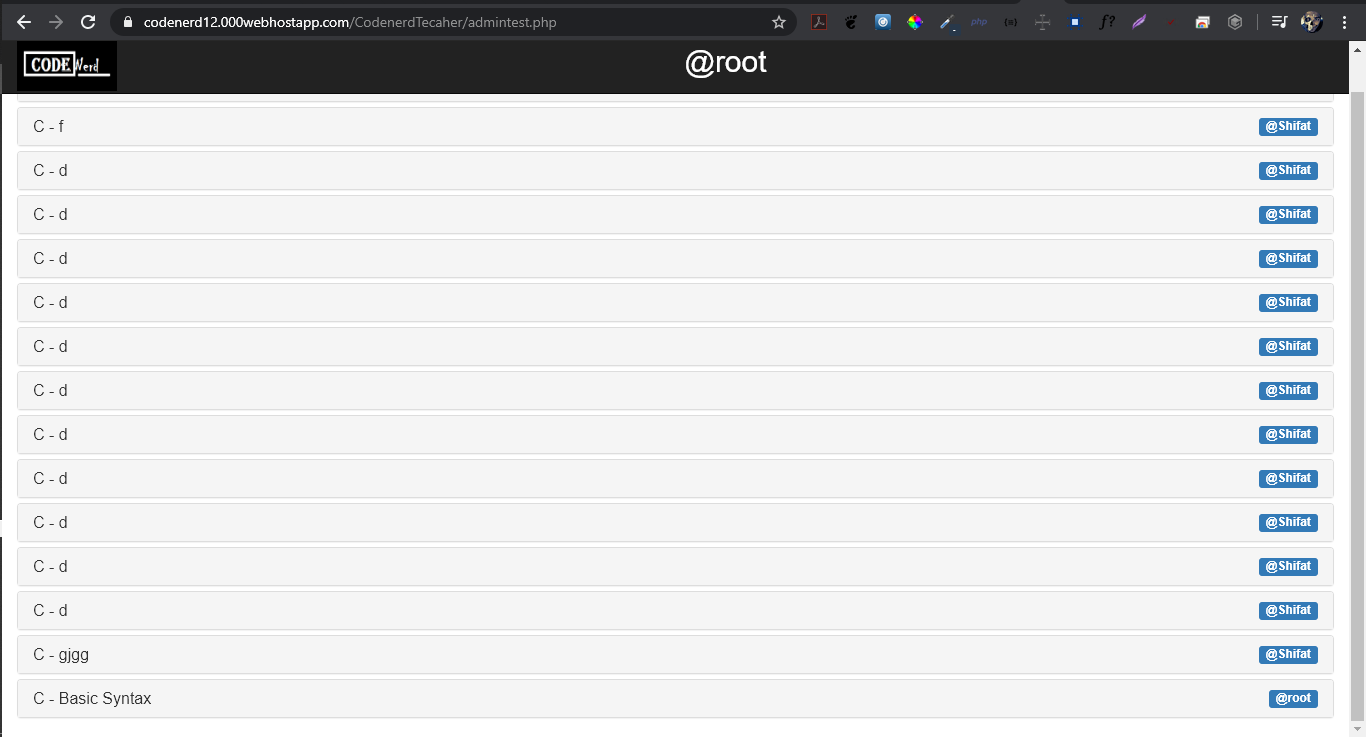 codenerd12.000webhostapp.com/CodenerdTecaher/admintest.php
php
f?
CODE Nerd
@root
C - f @Shifat
C - d @Shifat
C - d @Shifat
C - d @Shifat
C - d @Shifat
C - d @Shifat
C - d @Shifat
C - d @Shifat
C - d @Shifat
C - d @Shifat
C - d @Shifat
C - d @Shifat
C - gjgg @Shifat
C - Basic Syntax @root